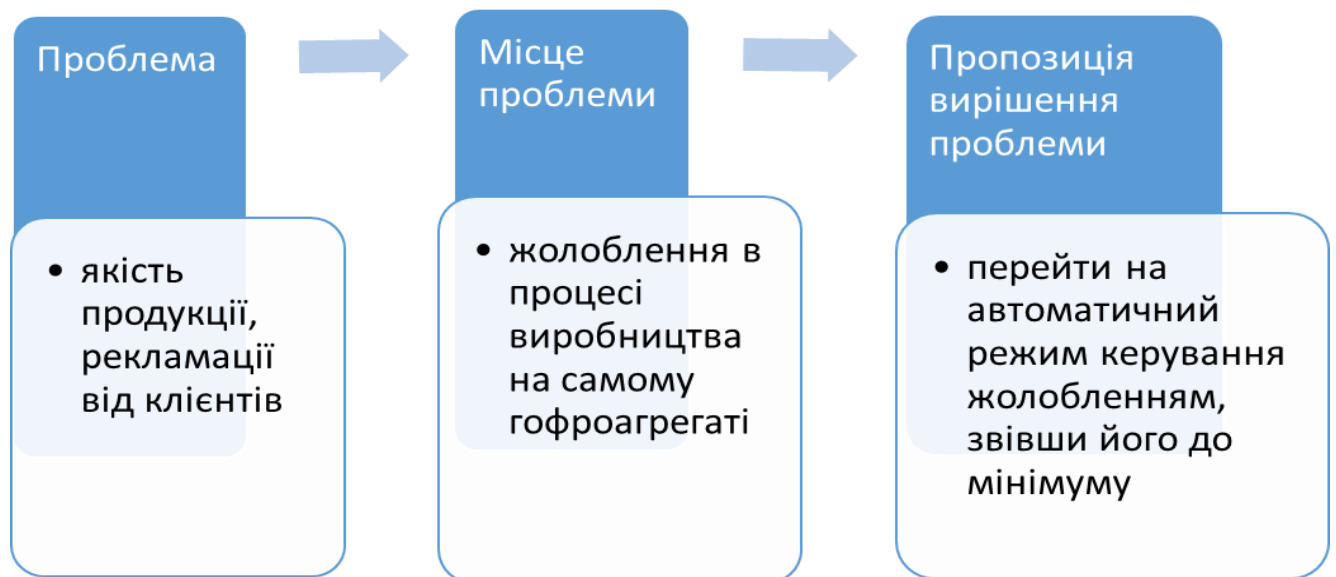 Проблема
• якість
продукції,
рекламації
від клієнтів
Місце
проблеми
• жолоблення в
процесі
виробництва
на самому
гофроагрегаті
Пропозиція
вирішення
проблеми
• перейти на
автоматичний
режим керування
жолобленням,
звівши його до
мінімуму